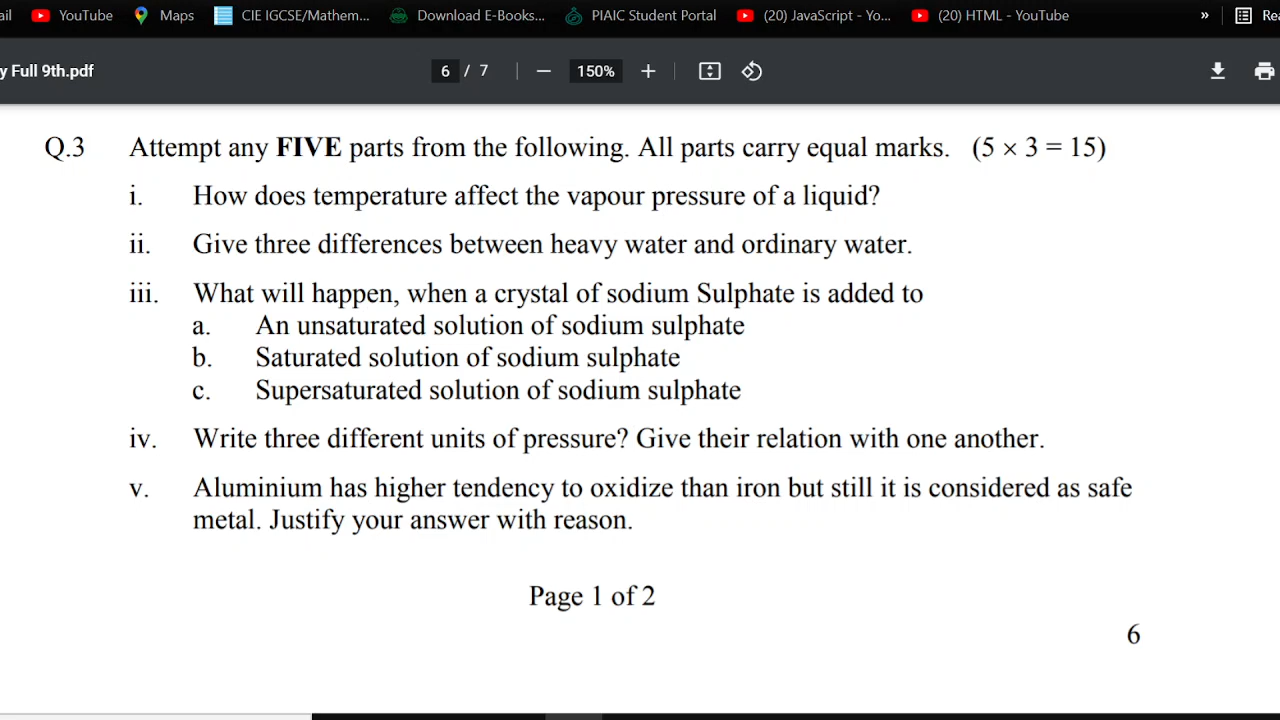 ail YouTube Maps CIE IGCSE/Mathem... Download E-Books... PIAIC Student Portal (20) JavaScript - Yo... (20) HTML - YouTube » Rea
y Full 9th.pdf 6 / 7 150%
Q.3 Attempt any FIVE parts from the following. All parts carry equal marks. (5 × 3 = 15)
i. How does temperature affect the vapour pressure of a liquid?
ii. Give three differences between heavy water and ordinary water.
iii. What will happen, when a crystal of sodium Sulphate is added to
a. An unsaturated solution of sodium sulphate
b. Saturated solution of sodium sulphate
c. Supersaturated solution of sodium sulphate
iv. Write three different units of pressure? Give their relation with one another.
v. Aluminium has higher tendency to oxidize than iron but still it is considered as safe
metal. Justify your answer with reason.
Page 1 of 2
6